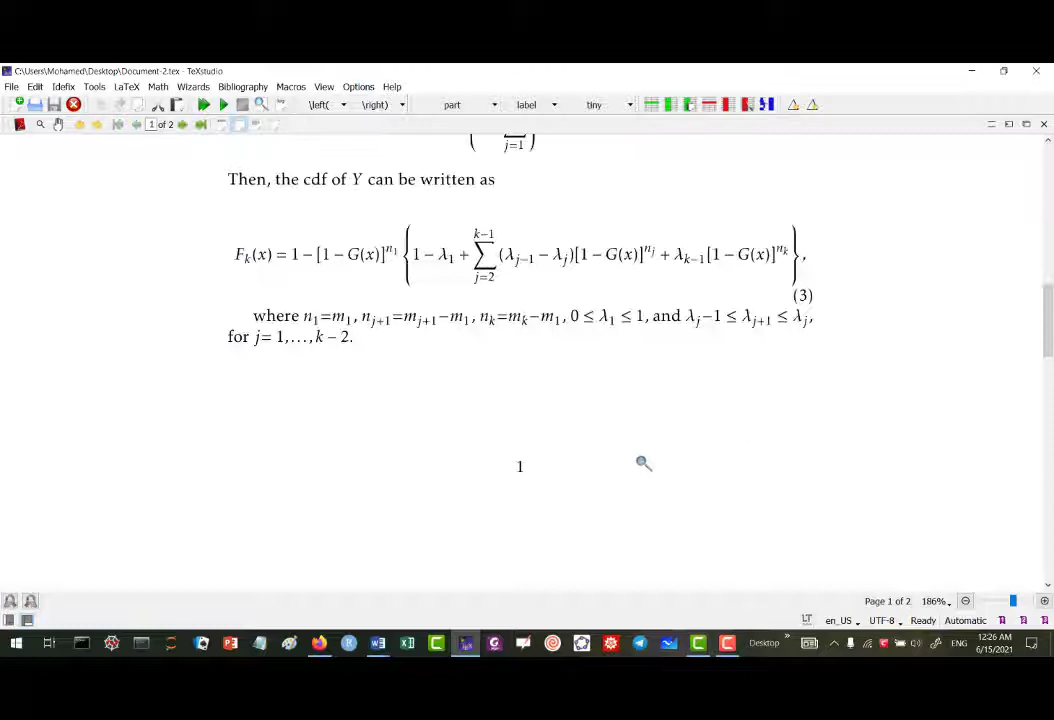 C:\Users\Mohamed\Desktop\Document-2.tex - TeXstudio
File Edit Idefix Tools LaTeX Math Wizards Bibliography Macros View Options Help
\left( \right) part label tiny
1 of 2
( j=1 )
Then, the cdf of Y can be written as
F_k(x) = 1 − [1 − G(x)]^{n_1} { 1 − λ_1 + ∑_{j=2}^{k−1} (λ_{j−1} − λ_j)[1 − G(x)]^{n_j} + λ_{k−1}[1 − G(x)]^{n_k} },
(3)
where n_1=m_1, n_{j+1}=m_{j+1}−m_1, n_k=m_k−m_1, 0 ≤ λ_1 ≤ 1, and λ_j−1 ≤ λ_{j+1} ≤ λ_j,
for j= 1,…,k − 2.
1
Page 1 of 2 186%
LT en_US UTF-8 Ready Automatic
Desktop » ENG 12:26 AM
6/15/2021